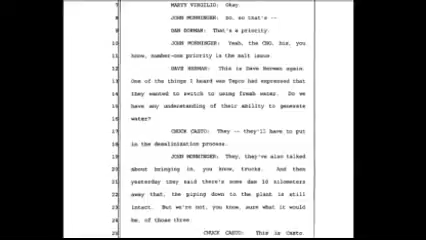 7 MARTY VIRGILIO: Okay.
8 JOHN MONNINGER: So, so that's --
9 DAN DORMAN: That's a priority.
10 JOHN MONNINGER: Yeah, the CNO, his, you
11 know, number-one priority is the salt issue.
12 DAVE This is Dave again.
13 One of the things I heard was Tepco had expressed that
14 they wanted to switch to using fresh water. Do we
15 have any understanding of their ability to generate
16 water?
17 CHUCK CASTO: They -- they'll have to put
18 in the desalinization process.
19 JOHN MONNINGER: They, they've also talked
20 about bringing in, you know, trucks. And then
21 yesterday they said there's some dam 10 kilometers
22 away that, the piping down to the plant is still
23 intact. But we're not, you know, sure what it would
24 be, of those three.
25 CHUCK CASTO: This is Casto.